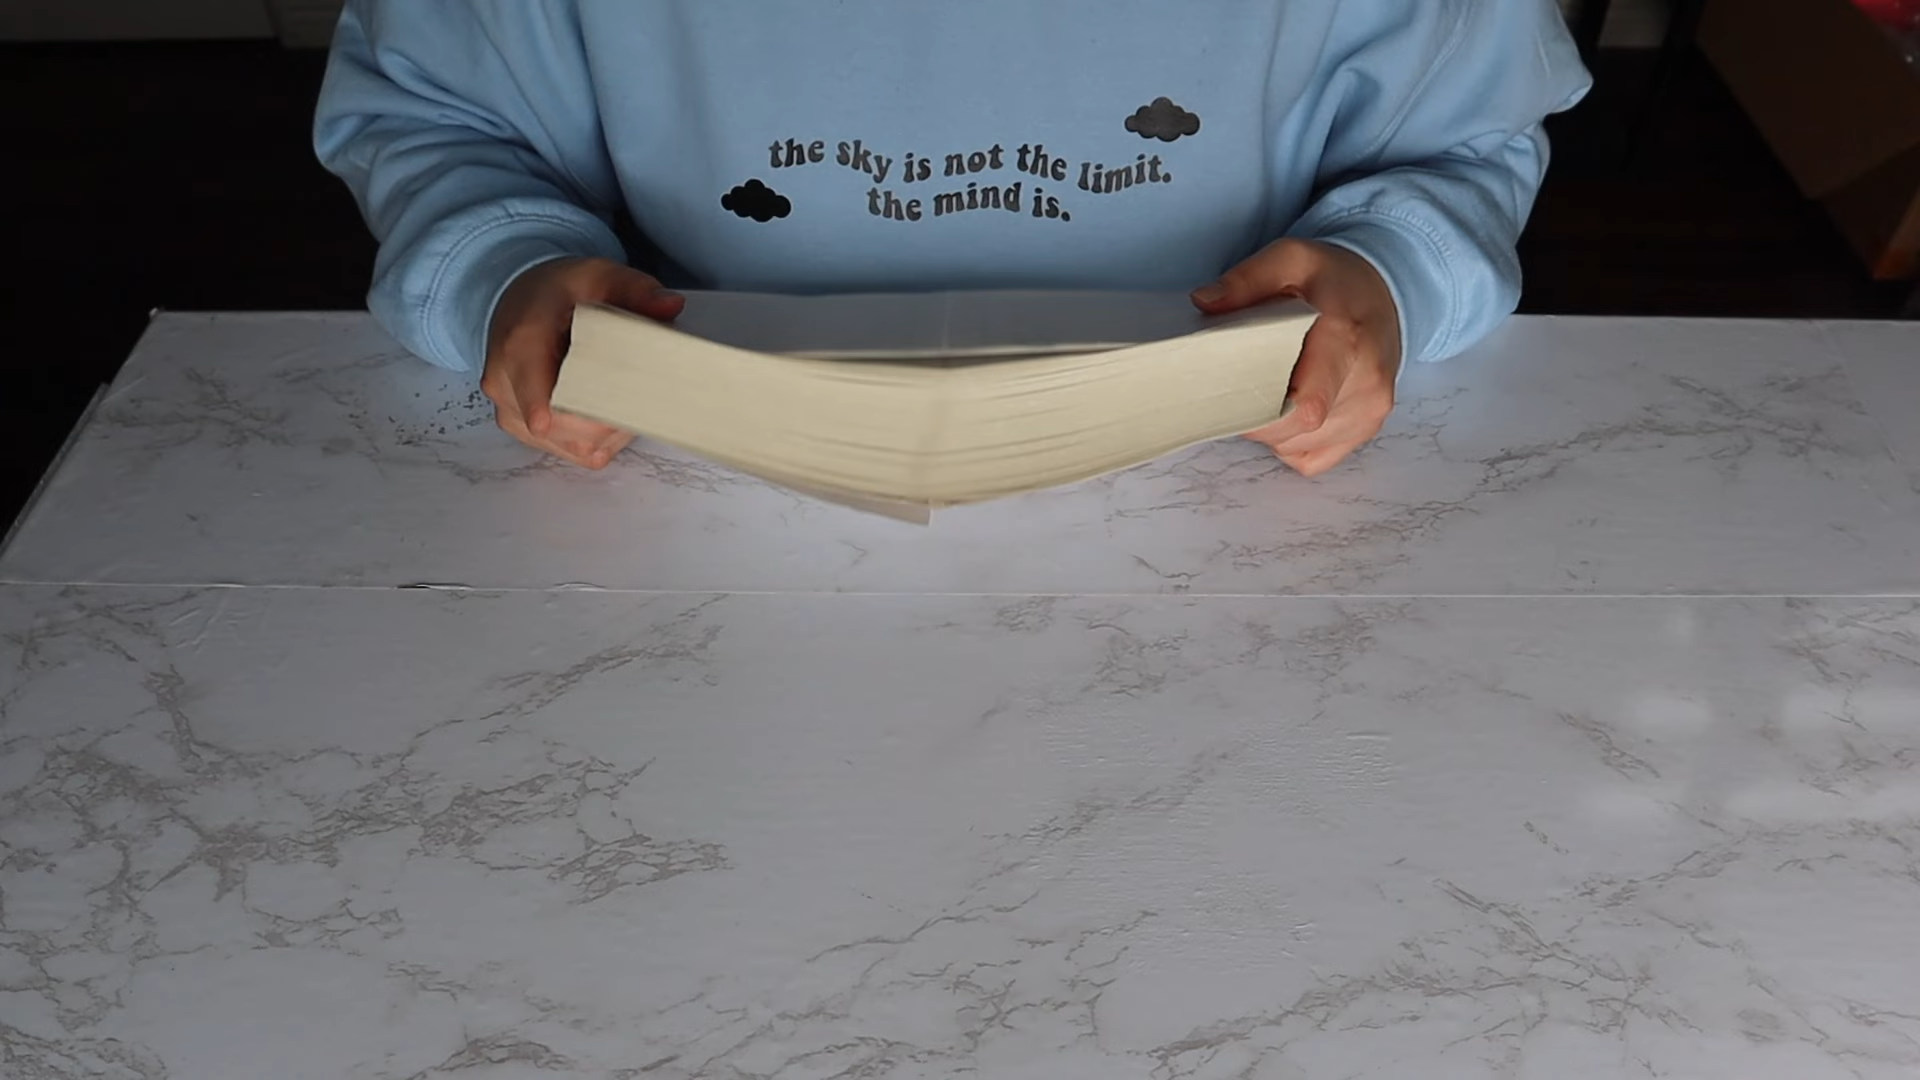 the sky is not the limit.
the mind is.